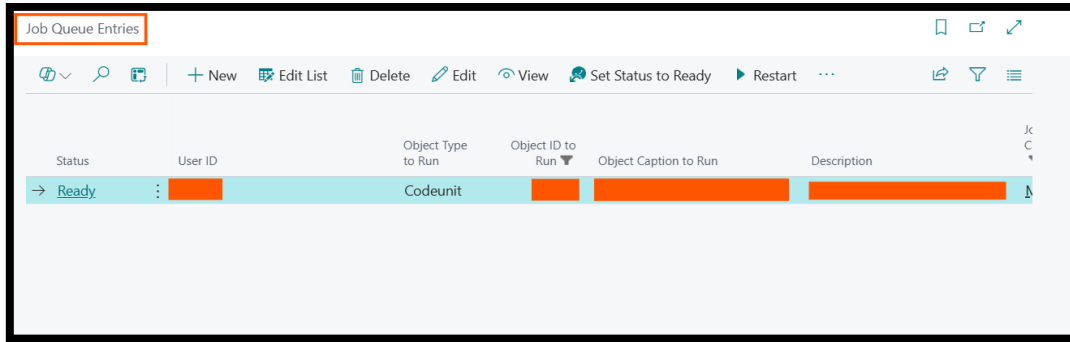 Job Queue Entries
New Edit List Delete Edit View Set Status to Ready Restart ...
Object Type Object ID to
Status User ID to Run Run Object Caption to Run Description
Ready Codeunit